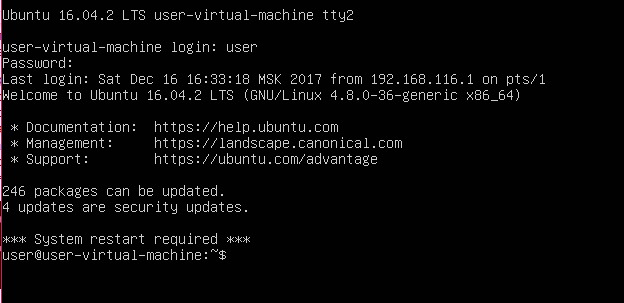 Ubuntu 16.04.2 LTS user-virtual-machine tty2
user-virtual-machine login: user
Password:
Last login: Sat Dec 16 16:33:18 MSK 2017 from 192.168.116.1 on pts/1
Welcome to Ubuntu 16.04.2 LTS (GNU/Linux 4.8.0-36-generic x86_64)
* Documentation:  https://help.ubuntu.com
* Management:     https://landscape.canonical.com
* Support:        https://ubuntu.com/advantage
246 packages can be updated.
4 updates are security updates.
*** System restart required ***
user@user-virtual-machine:~$